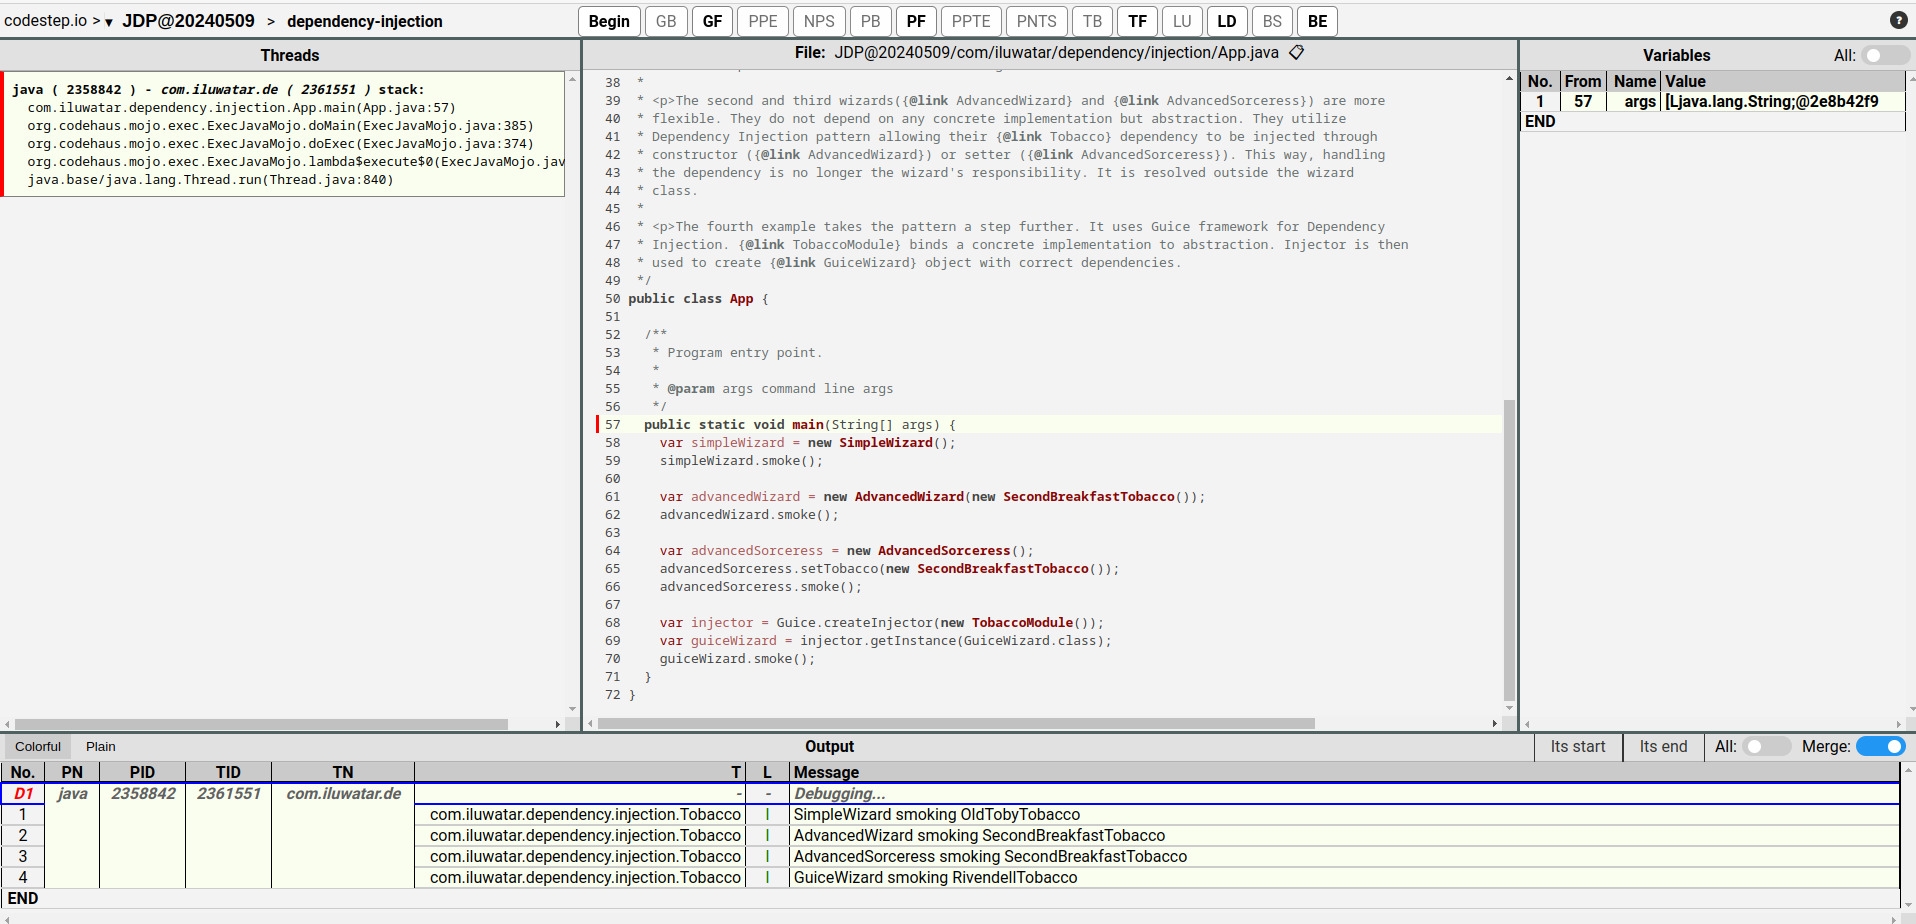 codestep.io > ▾ JDP@20240509 > dependency-injection Begin GB GF PPE NPS PB PF PPTE PNTS TB TF LU LD BS BE ?
Threads
java ( 2358842 ) - com.iluwatar.de ( 2361551 ) stack:
com.iluwatar.dependency.injection.App.main(App.java:57)
org.codehaus.mojo.exec.ExecJavaMojo.doMain(ExecJavaMojo.java:385)
org.codehaus.mojo.exec.ExecJavaMojo.doExec(ExecJavaMojo.java:374)
org.codehaus.mojo.exec.ExecJavaMojo.lambda$execute$0(ExecJavaMojo.jav
java.base/java.lang.Thread.run(Thread.java:840)
File: JDP@20240509/com/iluwatar/dependency/injection/App.java
38 *
39 * <p>The second and third wizards({@link AdvancedWizard} and {@link AdvancedSorceress}) are more
40 * flexible. They do not depend on any concrete implementation but abstraction. They utilize
41 * Dependency Injection pattern allowing their {@link Tobacco} dependency to be injected through
42 * constructor ({@link AdvancedWizard}) or setter ({@link AdvancedSorceress}). This way, handling
43 * the dependency is no longer the wizard's responsibility. It is resolved outside the wizard
44 * class.
45 *
46 * <p>The fourth example takes the pattern a step further. It uses Guice framework for Dependency
47 * Injection. {@link TobaccoModule} binds a concrete implementation to abstraction. Injector is then
48 * used to create {@link GuiceWizard} object with correct dependencies.
49 */
50 public class App {
51
52 /**
53 * Program entry point.
54 *
55 * @param args command line args
56 */
57 public static void main(String[] args) {
58 var simpleWizard = new SimpleWizard();
59 simpleWizard.smoke();
60
61 var advancedWizard = new AdvancedWizard(new SecondBreakfastTobacco());
62 advancedWizard.smoke();
63
64 var advancedSorceress = new AdvancedSorceress();
65 advancedSorceress.setTobacco(new SecondBreakfastTobacco());
66 advancedSorceress.smoke();
67
68 var injector = Guice.createInjector(new TobaccoModule());
69 var guiceWizard = injector.getInstance(GuiceWizard.class);
70 guiceWizard.smoke();
71 }
72 }
Variables All:
No. From Name Value
1 57 args [Ljava.lang.String;@2e8b42f9
END
Colorful Plain Output Its start Its end All: Merge:
No. PN PID TID TN T L Message
D1 java 2358842 2361551 com.iluwatar.de - - Debugging...
1 com.iluwatar.dependency.injection.Tobacco I SimpleWizard smoking OldTobyTobacco
2 com.iluwatar.dependency.injection.Tobacco I AdvancedWizard smoking SecondBreakfastTobacco
3 com.iluwatar.dependency.injection.Tobacco I AdvancedSorceress smoking SecondBreakfastTobacco
4 com.iluwatar.dependency.injection.Tobacco I GuiceWizard smoking RivendellTobacco
END